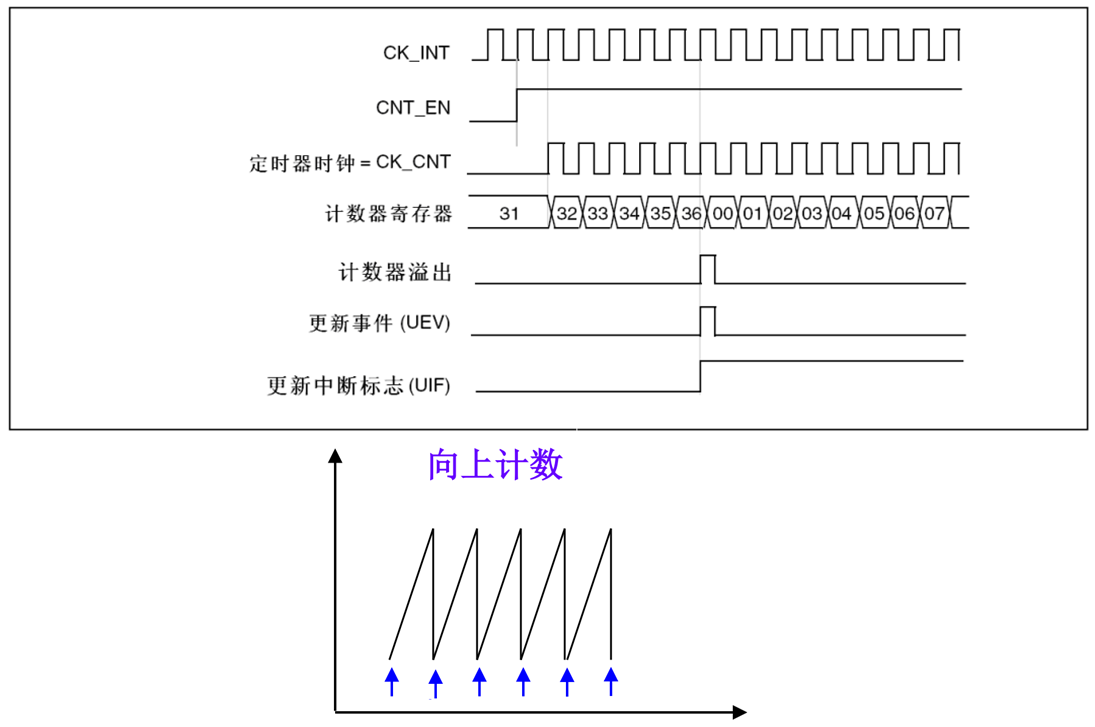 CK_INT
CNT_EN
定时器时钟 = CK_CNT
计数器寄存器 31 32 33 34 35 36 00 01 02 03 04 05 06 07
计数器溢出
更新事件 (UEV)
更新中断标志 (UIF)
向上计数